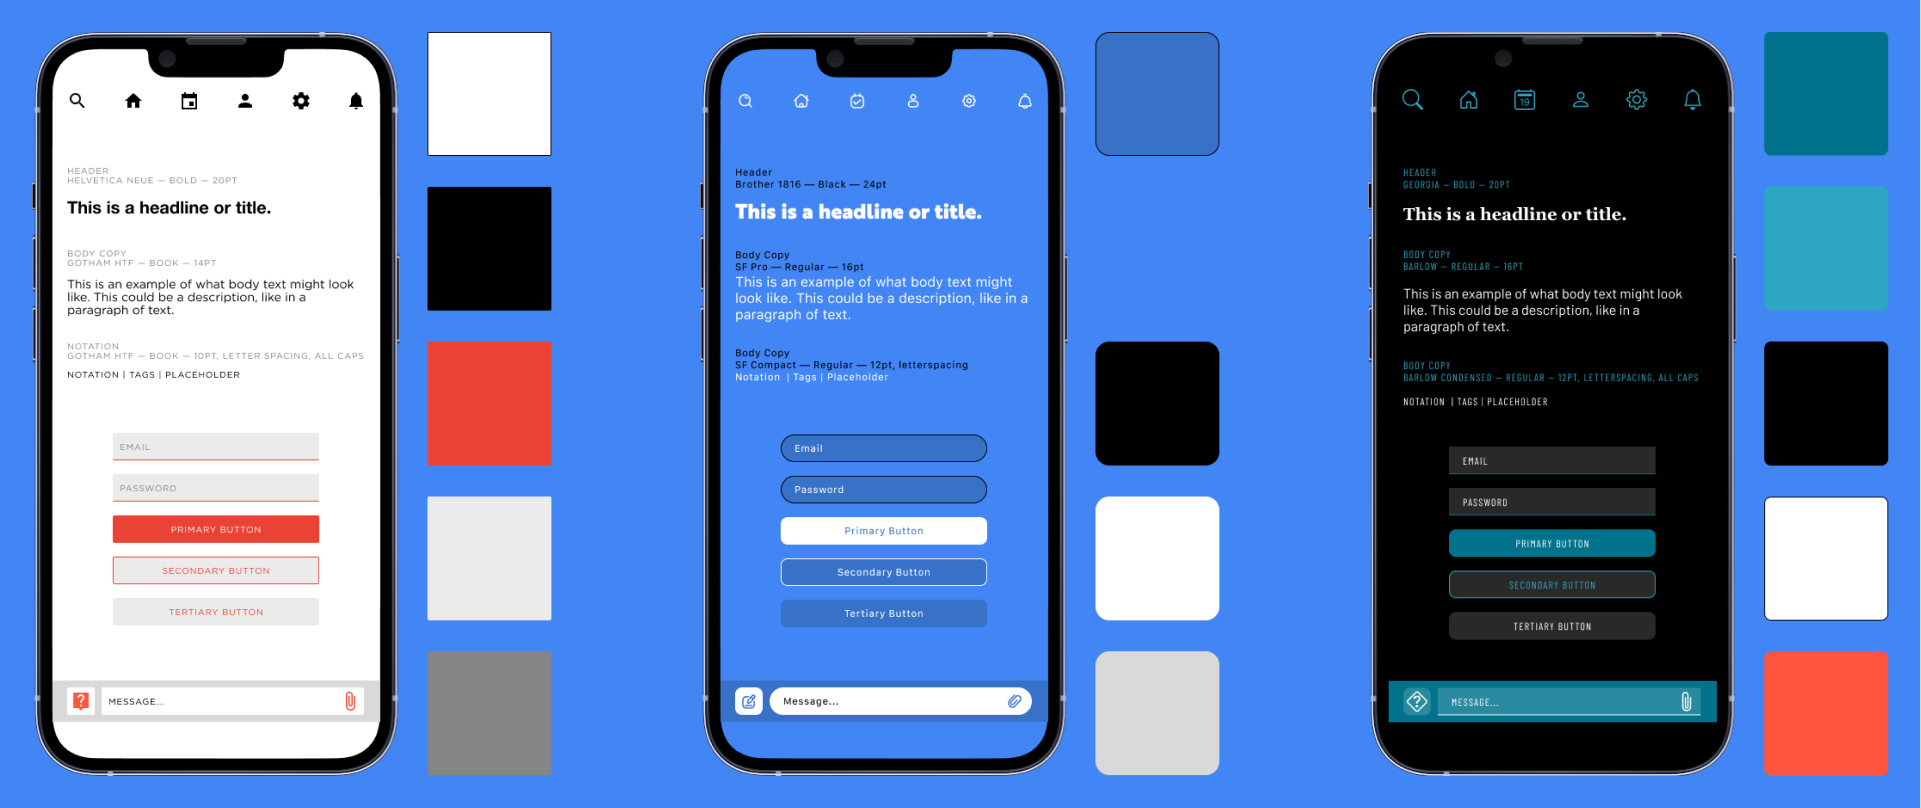 HEADER
HELVETICA NEUE — BOLD — 20PT
This is a headline or title.
BODY COPY
GOTHAM HTF — BOOK — 14PT
This is an example of what body text might look
like. This could be a description, like in a
paragraph of text.
NOTATION
GOTHAM HTF — BOOK — 10PT, LETTER SPACING, ALL CAPS
NOTATION | TAGS | PLACEHOLDER
EMAIL
PASSWORD
PRIMARY BUTTON
SECONDARY BUTTON
TERTIARY BUTTON
?
MESSAGE...
Header
Brother 1816 — Black — 24pt
This is a headline or title.
Body Copy
SF Pro — Regular — 16pt
This is an example of what body text might
look like. This could be a description, like in a
paragraph of text.
Body Copy
SF Compact — Regular — 12pt, letterspacing
Notation | Tags | Placeholder
Email
Password
Primary Button
Secondary Button
Tertiary Button
Message...
19
HEADER
GEORGIA — BOLD — 20PT
This is a headline or title.
BODY COPY
BARLOW — REGULAR — 16PT
This is an example of what body text might look
like. This could be a description, like in a
paragraph of text.
BODY COPY
BARLOW CONDENSED — REGULAR — 12PT, LETTERSPACING, ALL CAPS
NOTATION | TAGS | PLACEHOLDER
EMAIL
PASSWORD
PRIMARY BUTTON
SECONDARY BUTTON
TERTIARY BUTTON
?
MESSAGE...